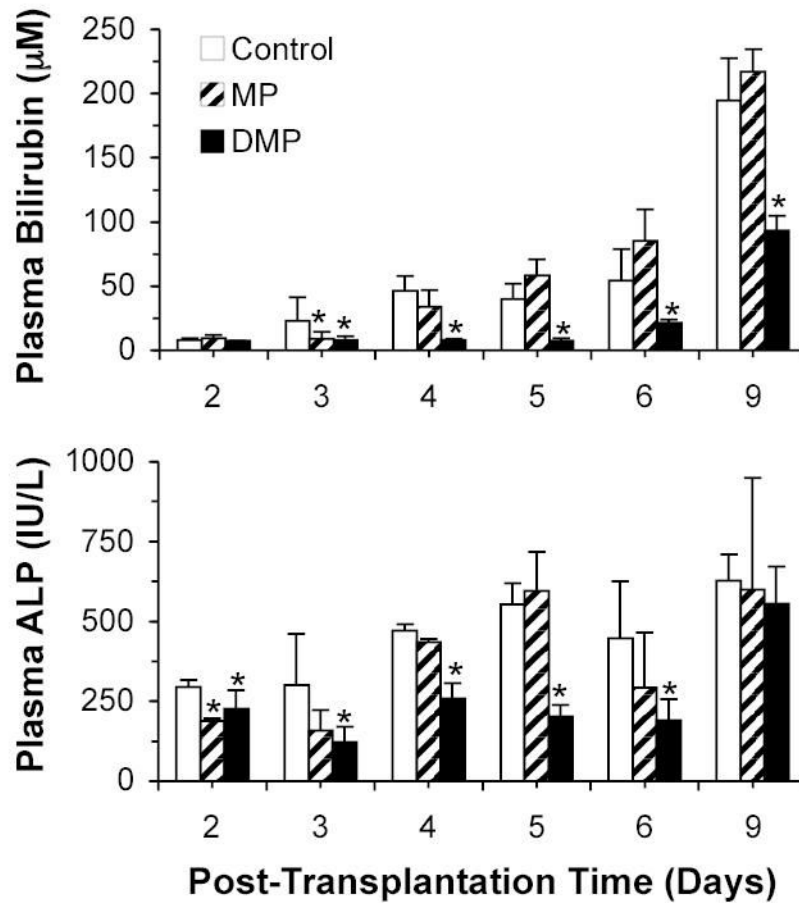 Plasma Bilirubin (µM)
250
200
150
100
50
0
Control
MP
DMP
* * * * * *
2 3 4 5 6 9
Plasma ALP (IU/L)
1000
750
500
250
0
* * * * * *
2 3 4 5 6 9
Post-Transplantation Time (Days)